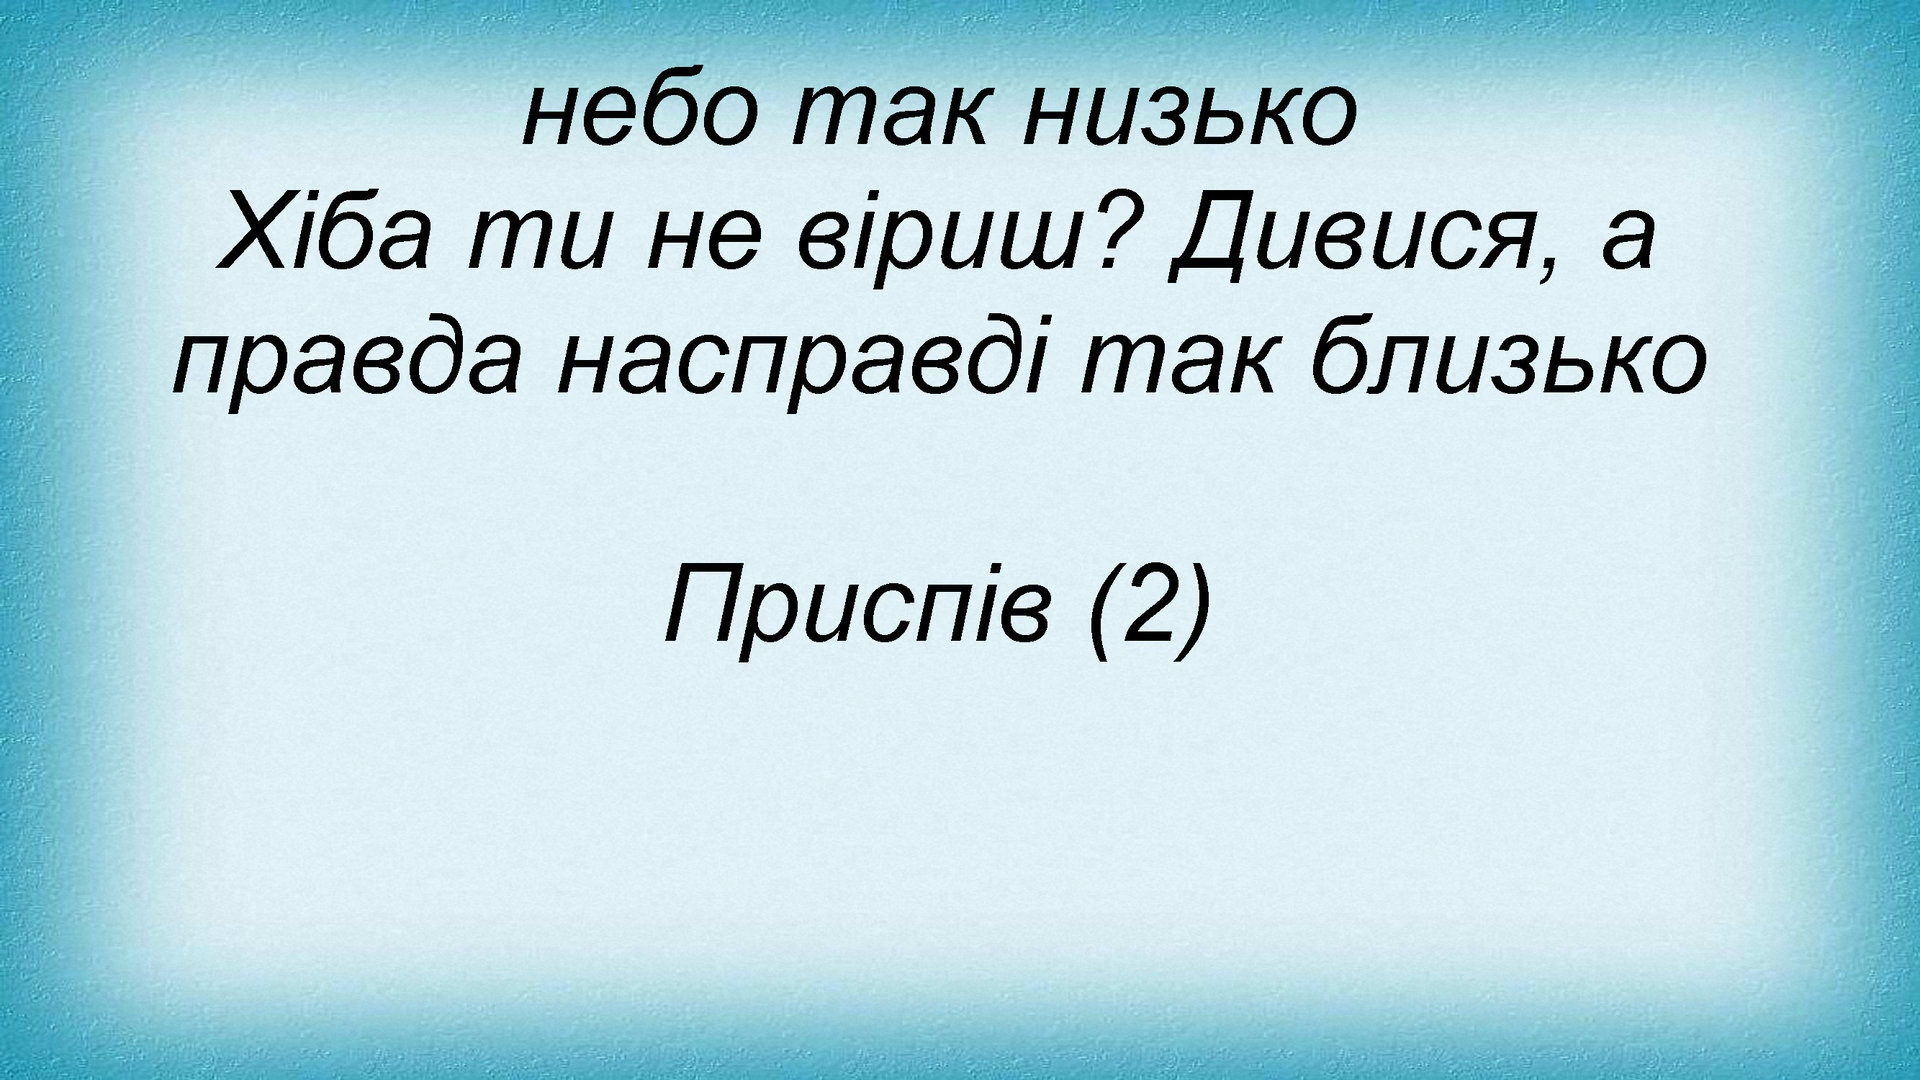 небо так низько
Хіба ти не віриш? Дивися, а
правда насправді так близько
Приспів (2)